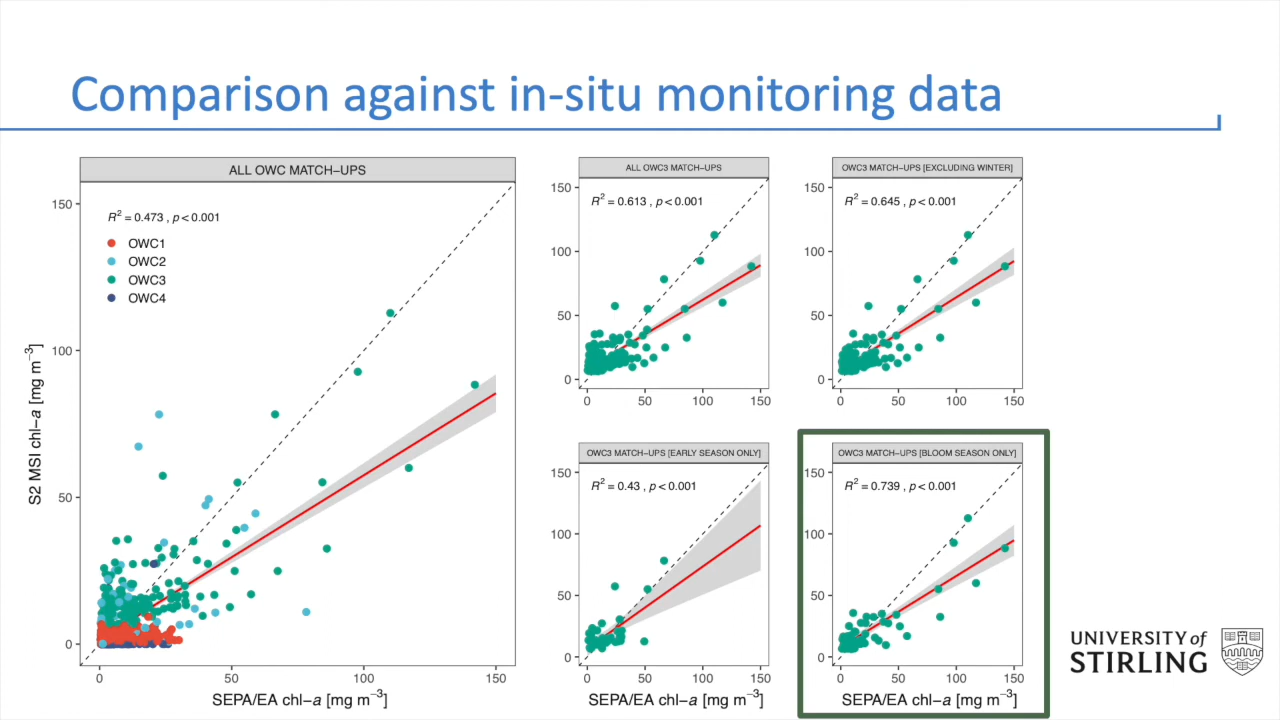 Comparison against in-situ monitoring data
ALL OWC MATCH–UPS
R² = 0.473 , p < 0.001
OWC1
OWC2
OWC3
OWC4
150
100
50
0
S2 MSI chl–a [mg m⁻³]
0 50 100 150
SEPA/EA chl–a [mg m⁻³]
ALL OWC3 MATCH–UPS
R² = 0.613 , p < 0.001
150
100
50
0
0 50 100 150
OWC3 MATCH–UPS [EXCLUDING WINTER]
R² = 0.645 , p < 0.001
150
100
50
0
0 50 100 150
OWC3 MATCH–UPS [EARLY SEASON ONLY]
R² = 0.43 , p < 0.001
150
100
50
0
0 50 100 150
SEPA/EA chl–a [mg m⁻³]
OWC3 MATCH–UPS [BLOOM SEASON ONLY]
R² = 0.739 , p < 0.001
150
100
50
0
0 50 100 150
SEPA/EA chl–a [mg m⁻³]
UNIVERSITY of
STIRLING